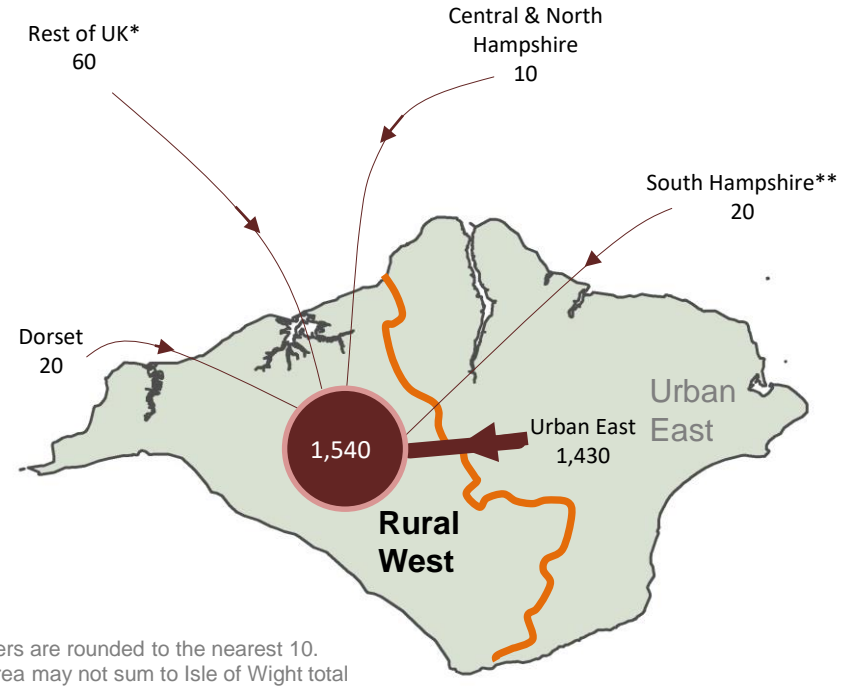 Rest of UK*
60
Central & North
Hampshire
10
South Hampshire**
20
Dorset
20
Urban
East
Urban East
1,430
1,540
Rural
West
ers are rounded to the nearest 10.
rea may not sum to Isle of Wight total